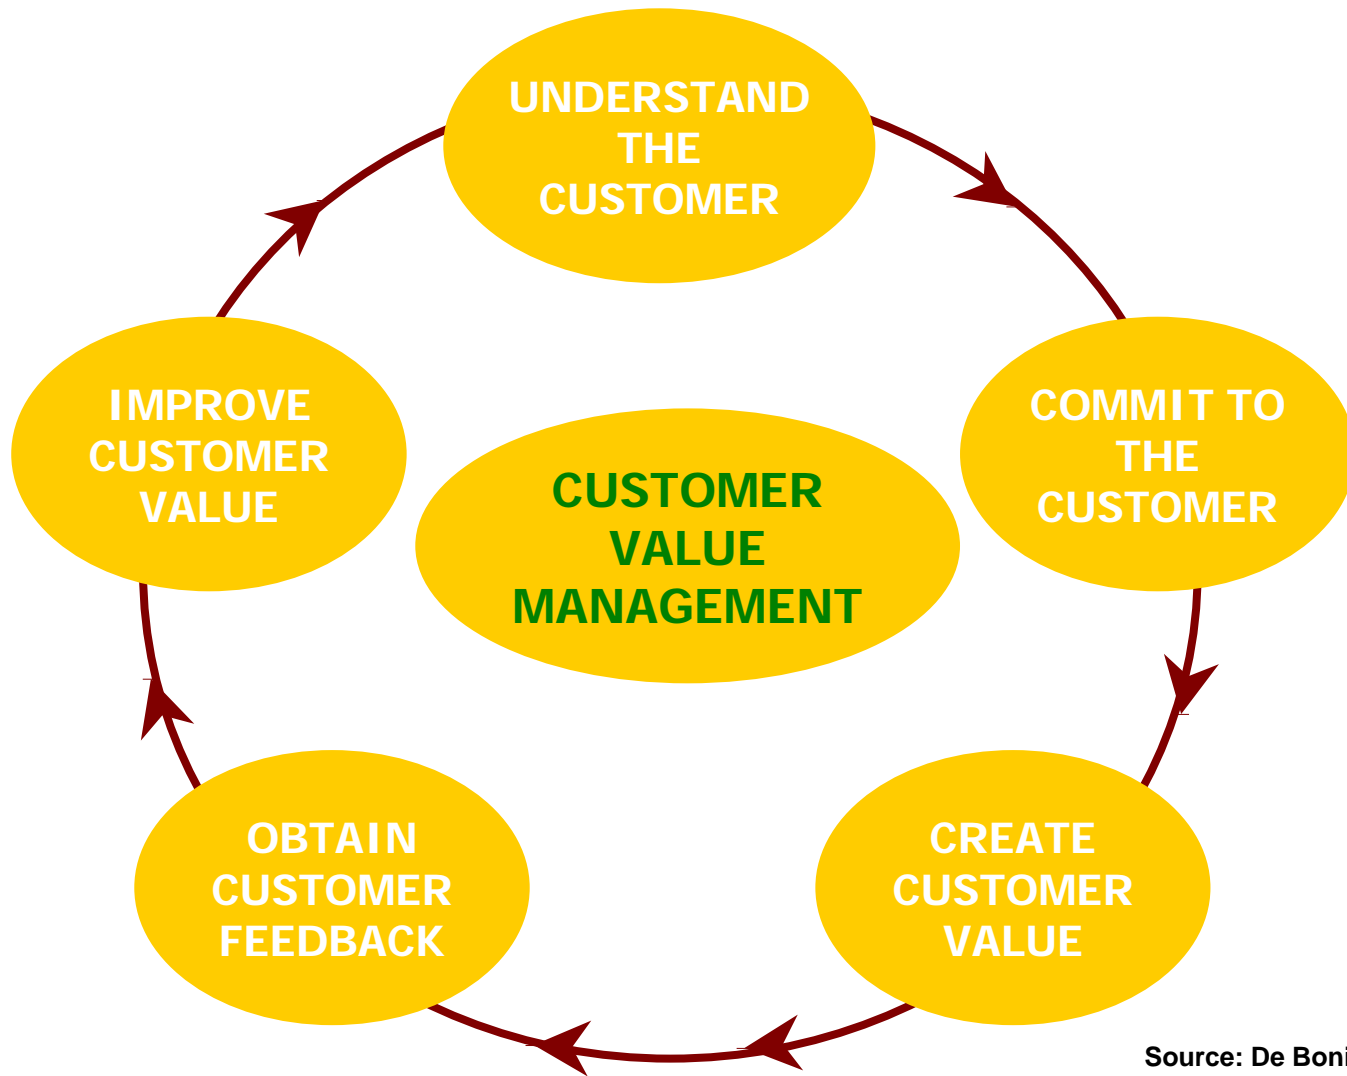 UNDERSTAND
THE
CUSTOMER
COMMIT TO
THE
CUSTOMER
CREATE
CUSTOMER
VALUE
OBTAIN
CUSTOMER
FEEDBACK
IMPROVE
CUSTOMER
VALUE
CUSTOMER
VALUE
MANAGEMENT
Source: De Boni